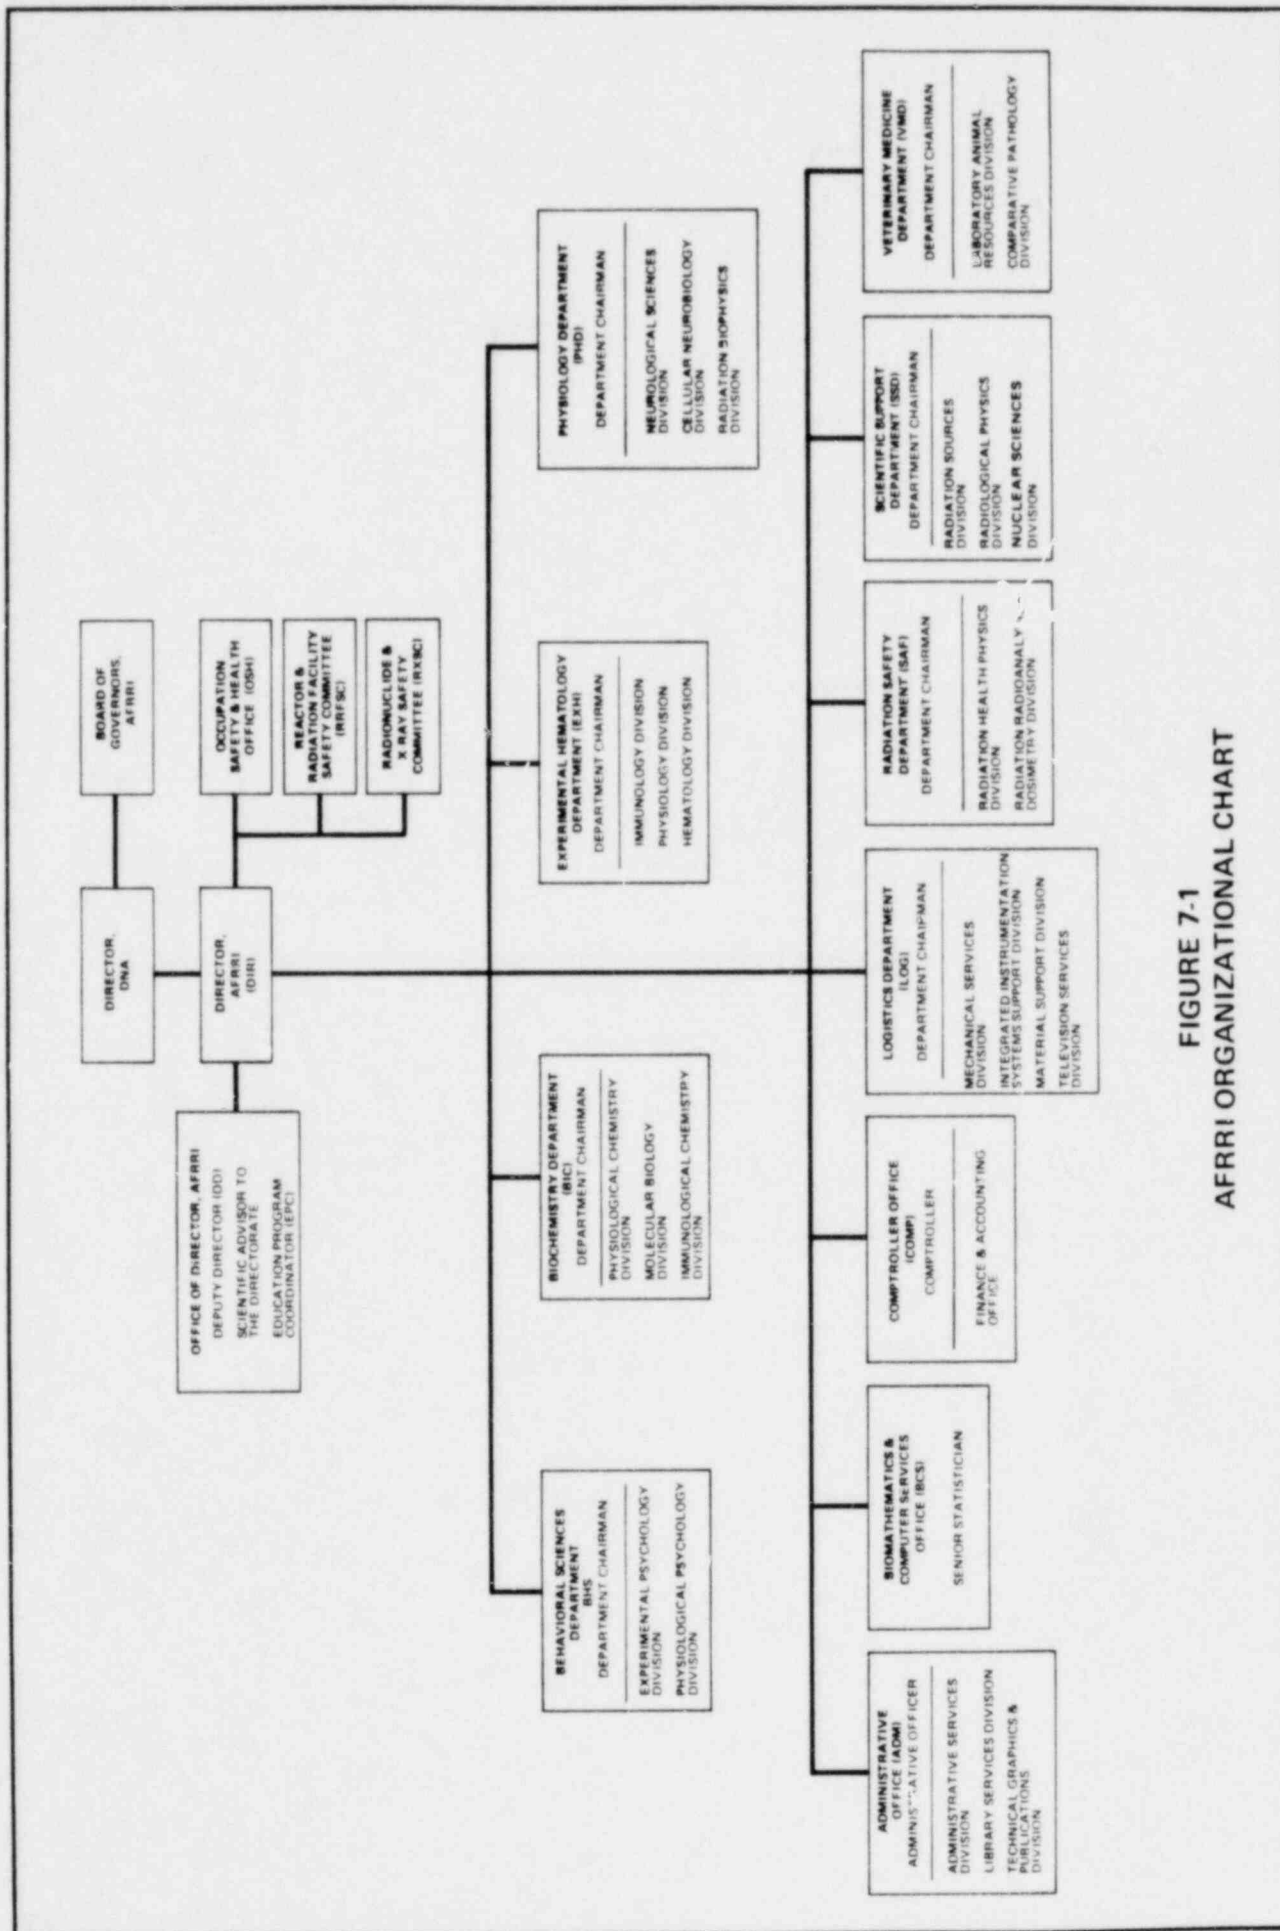 DIRECTOR,
DNA
BOARD OF
GOVERNORS,
AFRRI
OFFICE OF DIRECTOR, AFRRI
DEPUTY DIRECTOR (DD)
SCIENTIFIC ADVISOR TO
THE DIRECTORATE
EDUCATION PROGRAM
COORDINATOR (EPC)
DIRECTOR,
AFRRI
(DIR)
OCCUPATION
SAFETY & HEALTH
OFFICE (OSH)
REACTOR &
RADIATION FACILITY
SAFETY COMMITTEE
(RRFSC)
RADIONUCLIDE &
X RAY SAFETY
COMMITTEE (RXSC)
BEHAVIORAL SCIENCES
DEPARTMENT
BHS
DEPARTMENT CHAIRMAN
EXPERIMENTAL PSYCHOLOGY
DIVISION
PHYSIOLOGICAL PSYCHOLOGY
DIVISION
BIOCHEMISTRY DEPARTMENT
(BIC)
DEPARTMENT CHAIRMAN
PHYSIOLOGICAL CHEMISTRY
DIVISION
MOLECULAR BIOLOGY
DIVISION
IMMUNOLOGICAL CHEMISTRY
DIVISION
EXPERIMENTAL HEMATOLOGY
DEPARTMENT (EXH)
DEPARTMENT CHAIRMAN
IMMUNOLOGY DIVISION
PHYSIOLOGY DIVISION
HEMATOLOGY DIVISION
PHYSIOLOGY DEPARTMENT
(PHD)
DEPARTMENT CHAIRMAN
NEUROLOGICAL SCIENCES
DIVISION
CELLULAR NEUROBIOLOGY
DIVISION
RADIATION BIOPHYSICS
DIVISION
ADMINISTRATIVE
OFFICE (ADM)
OFFICER
ADMINISTRATIVE SERVICES
DIVISION
LIBRARY SERVICES DIVISION
TECHNICAL GRAPHICS &
PUBLICATIONS
DIVISION
BIOMATHEMATICS &
COMPUTER SERVICES
OFFICE (BCS)
SENIOR STATISTICIAN
COMPTROLLER OFFICE
(COMP)
COMPTROLLER
FINANCE & ACCOUNTING
OFFICE
LOGISTICS DEPARTMENT
(LOG)
DEPARTMENT CHAIRMAN
MECHANICAL SERVICES
DIVISION
INTEGRATED INSTRUMENTATION
SYSTEMS SUPPORT DIVISION
MATERIAL SUPPORT DIVISION
TELEVISION SERVICES
DIVISION
RADIATION SAFETY
DEPARTMENT (SAF)
DEPARTMENT CHAIRMAN
RADIATION HEALTH PHYSICS
DIVISION
RADIATION
DOSIMETRY DIVISION
SCIENTIFIC SUPPORT
DEPARTMENT (SSD)
DEPARTMENT CHAIRMAN
RADIATION SOURCES
DIVISION
RADIOLOGICAL PHYSICS
DIVISION
NUCLEAR SCIENCES
DIVISION
VETERINARY MEDICINE
DEPARTMENT (VMD)
DEPARTMENT CHAIRMAN
LABORATORY ANIMAL
RESOURCES DIVISION
COMPARATIVE PATHOLOGY
DIVISION
FIGURE 7-1
AFRRI ORGANIZATIONAL CHART